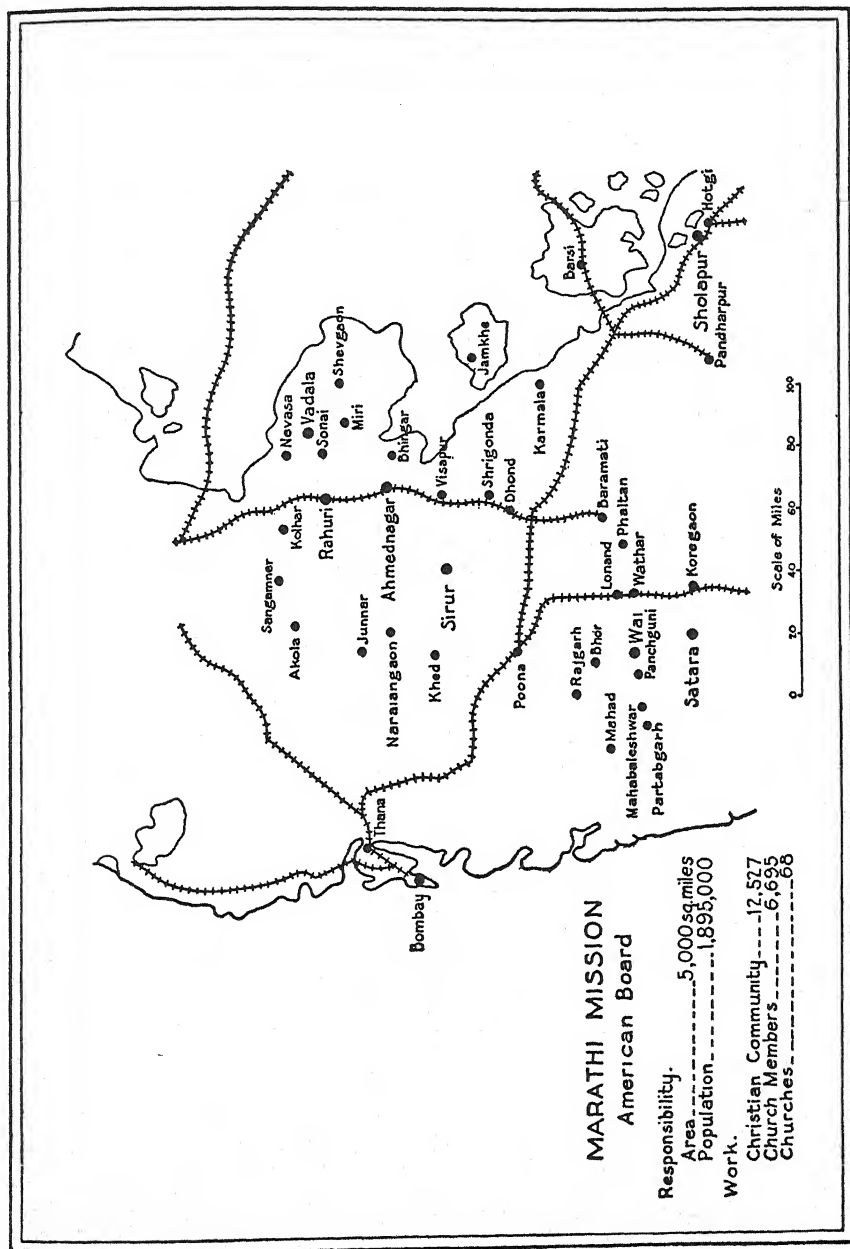 Bombay
Thana
Sangamner
Akola
Kolhar
Nevasa
Vadala
Sonai
Shevgaon
Miri
Rahuri
Junnar
Naraiangaon
Ahmednagar
Bhingar
Khed
Sirur
Visapur
Jamkhe
Shrigonda
Dhond
Poona
Karmala
Barsi
Rajgarh
Bhor
Mahad
Lonand
Baramati
Phaltan
Wai
Wathar
Panchguni
Mahabaleshwar
Partabgarh
Satara
Koregaon
Sholapur
Hotgi
Pandharpur
MARATHI MISSION
American Board
Responsibility.
Area------------5,000 sq. miles
Population----------1,895,000
Work.
Christian Community----12,527
Church Members--------6,695
Churches--------------68
0 20 40 60 80 100
Scale of Miles